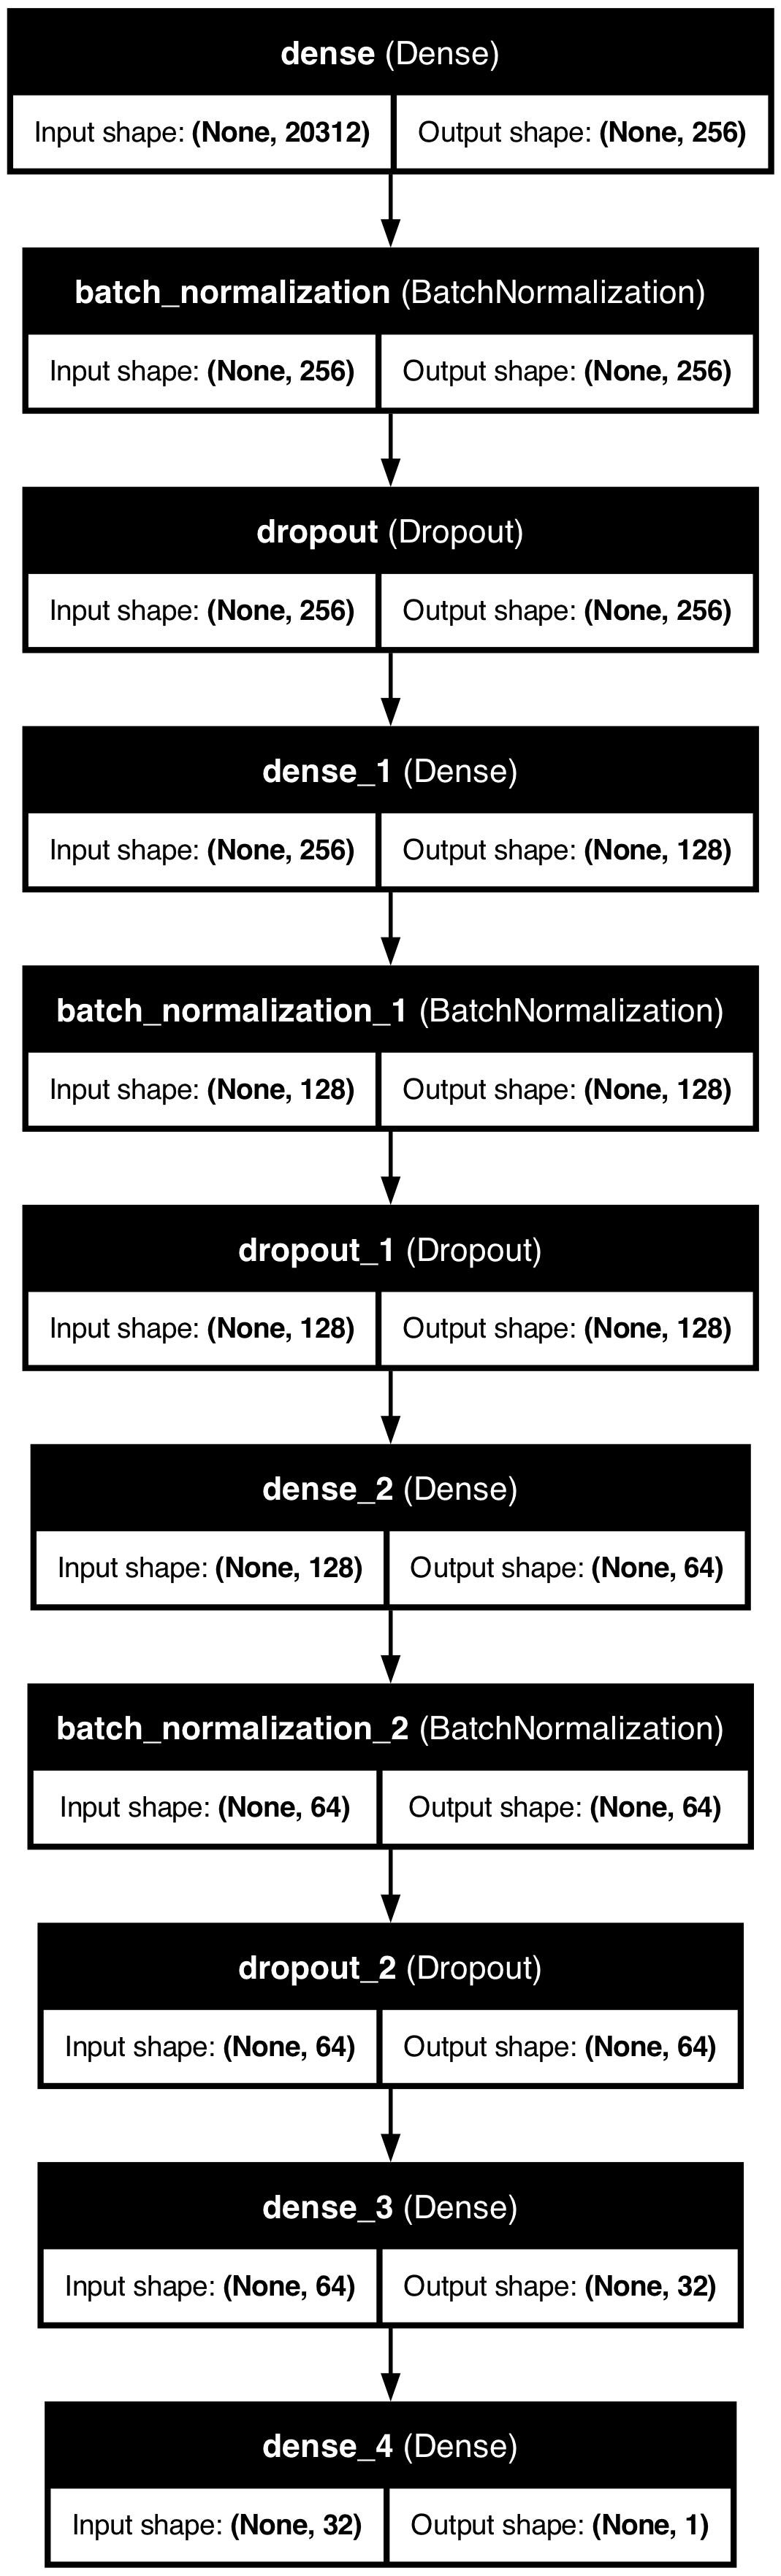 dense (Dense)
Input shape: (None, 20312) Output shape: (None, 256)
batch_normalization (BatchNormalization)
Input shape: (None, 256) Output shape: (None, 256)
dropout (Dropout)
Input shape: (None, 256) Output shape: (None, 256)
dense_1 (Dense)
Input shape: (None, 256) Output shape: (None, 128)
batch_normalization_1 (BatchNormalization)
Input shape: (None, 128) Output shape: (None, 128)
dropout_1 (Dropout)
Input shape: (None, 128) Output shape: (None, 128)
dense_2 (Dense)
Input shape: (None, 128) Output shape: (None, 64)
batch_normalization_2 (BatchNormalization)
Input shape: (None, 64) Output shape: (None, 64)
dropout_2 (Dropout)
Input shape: (None, 64) Output shape: (None, 64)
dense_3 (Dense)
Input shape: (None, 64) Output shape: (None, 32)
dense_4 (Dense)
Input shape: (None, 32) Output shape: (None, 1)